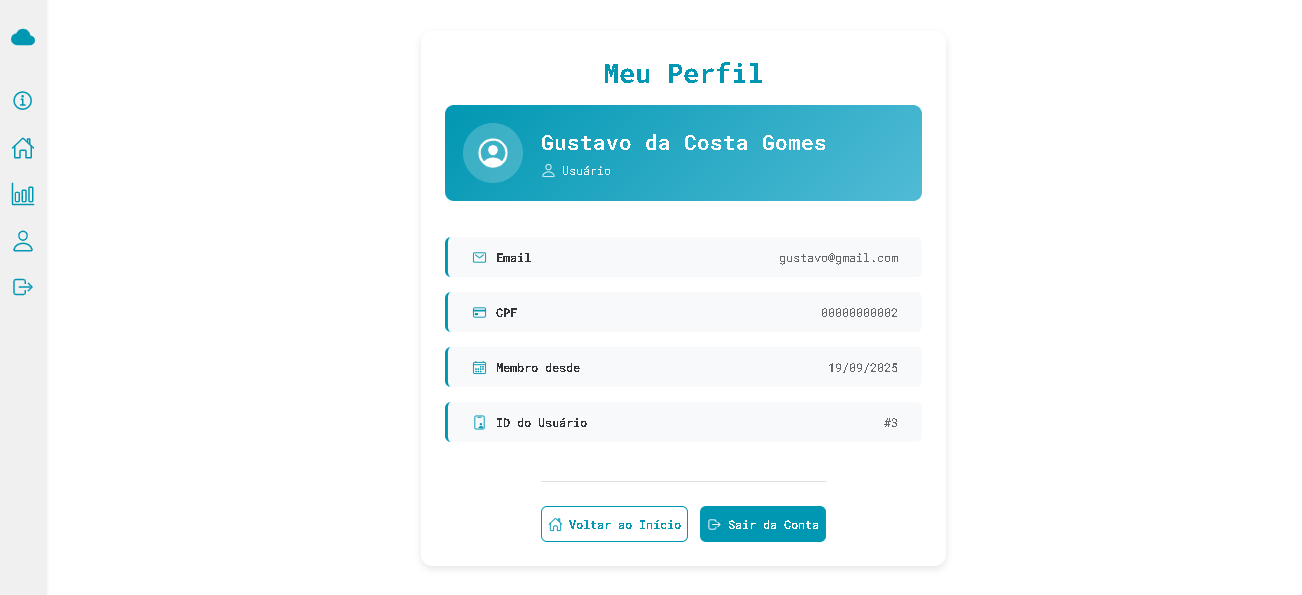 Meu Perfil
Gustavo da Costa Gomes
Usuário
Email gustavo@gmail.com
CPF 00000000002
Membro desde 19/09/2025
ID do Usuário #3
Voltar ao Início Sair da Conta